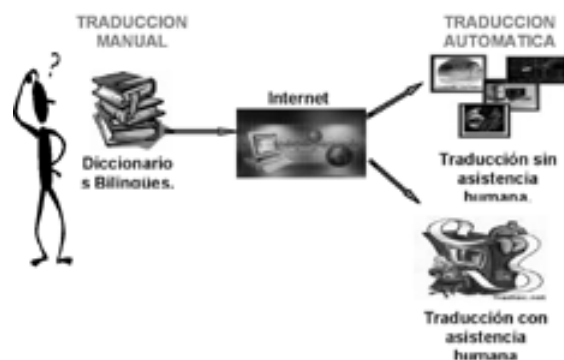 TRADUCCION
MANUAL
?
Diccionario
s Bilingües.
Internet
TRADUCCION
AUTOMATICA
Traducción sin
asistencia
humana.
Traducción con
asistencia
humana